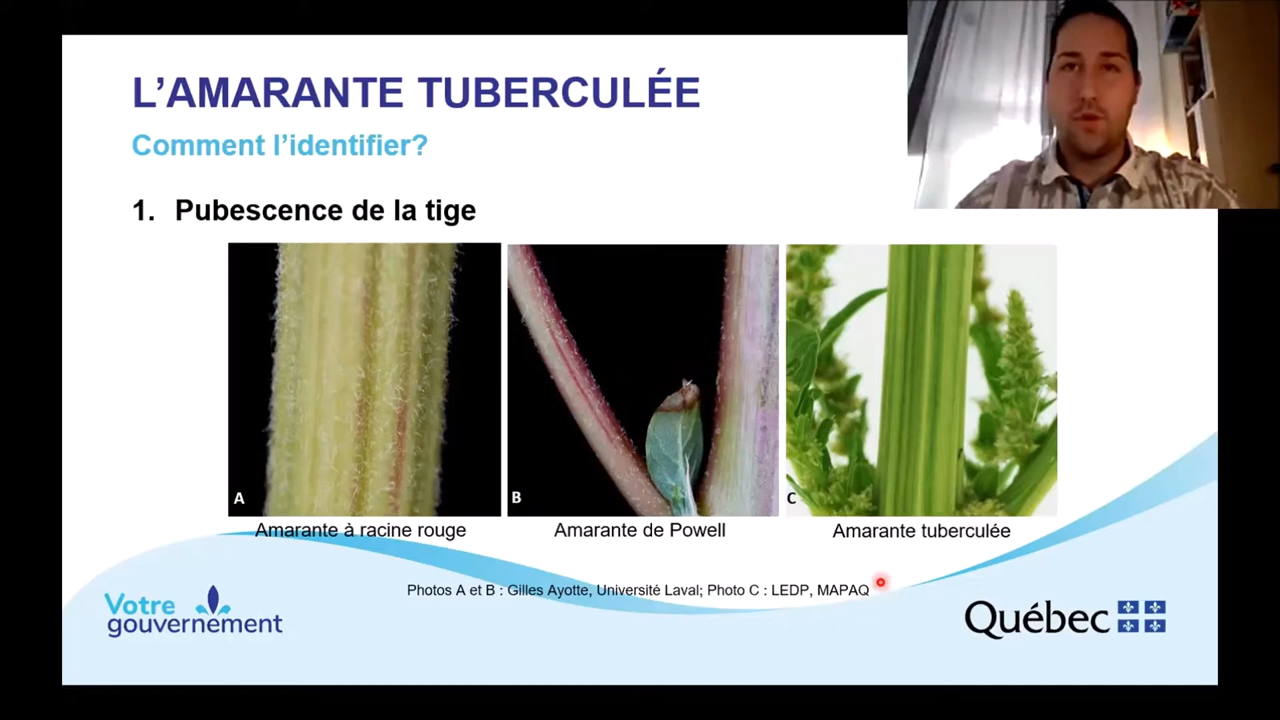 L'AMARANTE TUBERCULÉE
Comment l'identifier?
1. Pubescence de la tige
A
B
C
Amarante à racine rouge
Amarante de Powell
Amarante tuberculée
Photos A et B : Gilles Ayotte, Université Laval; Photo C : LEDP, MAPAQ
Votre
gouvernement
Québec